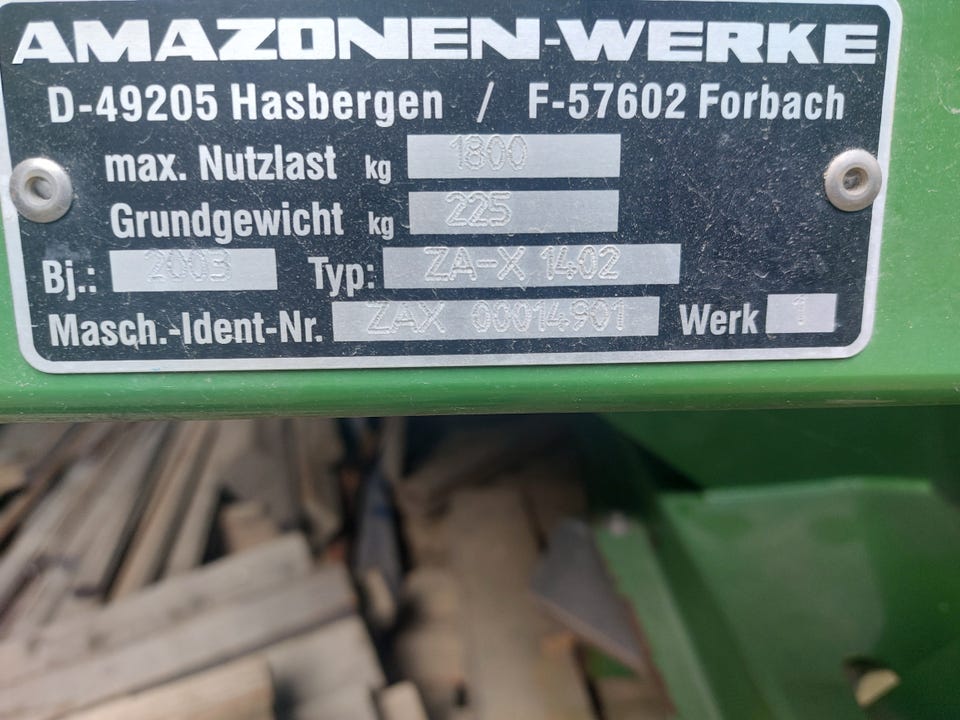 AMAZONEN-WERKE
D-49205 Hasbergen / F-57602 Forbach
max. Nutzlast kg 1800
Grundgewicht kg 225
Bj.: 2003 Typ: ZA-X 1402
Masch.-Ident-Nr. ZAX 00014901 Werk 1